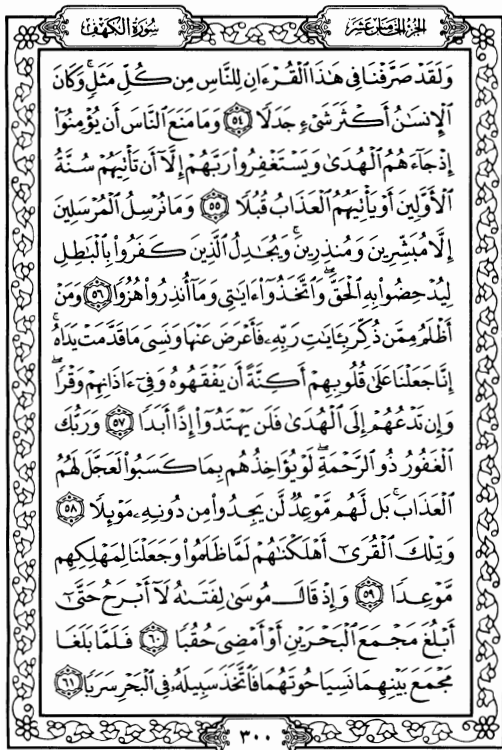 الجزء الخامس عشر
سورة الكهف
وَلَقَدْ صَرَّفْنَا فِي هَٰذَا ٱلْقُرْءَانِ لِلنَّاسِ مِن كُلِّ مَثَلٍۚ وَكَانَ
ٱلْإِنسَٰنُ أَكْثَرَ شَىْءٍ جَدَلًا ٥٤ وَمَا مَنَعَ ٱلنَّاسَ أَن يُؤْمِنُوٓا۟
إِذْ جَآءَهُمُ ٱلْهُدَىٰ وَيَسْتَغْفِرُوا۟ رَبَّهُمْ إِلَّآ أَن تَأْتِيَهُمْ سُنَّةُ
ٱلْأَوَّلِينَ أَوْ يَأْتِيَهُمُ ٱلْعَذَابُ قُبُلًا ٥٥ وَمَا نُرْسِلُ ٱلْمُرْسَلِينَ
إِلَّا مُبَشِّرِينَ وَمُنذِرِينَۚ وَيُجَٰدِلُ ٱلَّذِينَ كَفَرُوا۟ بِٱلْبَٰطِلِ
لِيُدْحِضُوا۟ بِهِ ٱلْحَقَّۖ وَٱتَّخَذُوٓا۟ ءَايَٰتِى وَمَآ أُنذِرُوا۟ هُزُوًا ٥٦ وَمَنْ
أَظْلَمُ مِمَّن ذُكِّرَ بِـَٔايَٰتِ رَبِّهِۦ فَأَعْرَضَ عَنْهَا وَنَسِىَ مَا قَدَّمَتْ يَدَاهُۚ
إِنَّا جَعَلْنَا عَلَىٰ قُلُوبِهِمْ أَكِنَّةً أَن يَفْقَهُوهُ وَفِىٓ ءَاذَانِهِمْ وَقْرًاۖ
وَإِن تَدْعُهُمْ إِلَى ٱلْهُدَىٰ فَلَن يَهْتَدُوٓا۟ إِذًا أَبَدًا ٥٧ وَرَبُّكَ
ٱلْغَفُورُ ذُو ٱلرَّحْمَةِۖ لَوْ يُؤَاخِذُهُم بِمَا كَسَبُوا۟ لَعَجَّلَ لَهُمُ
ٱلْعَذَابَۚ بَل لَّهُم مَّوْعِدٌ لَّن يَجِدُوا۟ مِن دُونِهِۦ مَوْئِلًا ٥٨
وَتِلْكَ ٱلْقُرَىٰٓ أَهْلَكْنَٰهُمْ لَمَّا ظَلَمُوا۟ وَجَعَلْنَا لِمَهْلِكِهِم
مَّوْعِدًا ٥٩ وَإِذْ قَالَ مُوسَىٰ لِفَتَىٰهُ لَآ أَبْرَحُ حَتَّىٰٓ
أَبْلُغَ مَجْمَعَ ٱلْبَحْرَيْنِ أَوْ أَمْضِىَ حُقُبًا ٦٠ فَلَمَّا بَلَغَا
مَجْمَعَ بَيْنِهِمَا نَسِيَا حُوتَهُمَا فَٱتَّخَذَ سَبِيلَهُۥ فِى ٱلْبَحْرِ سَرَبًا ٦١
٣٠٠